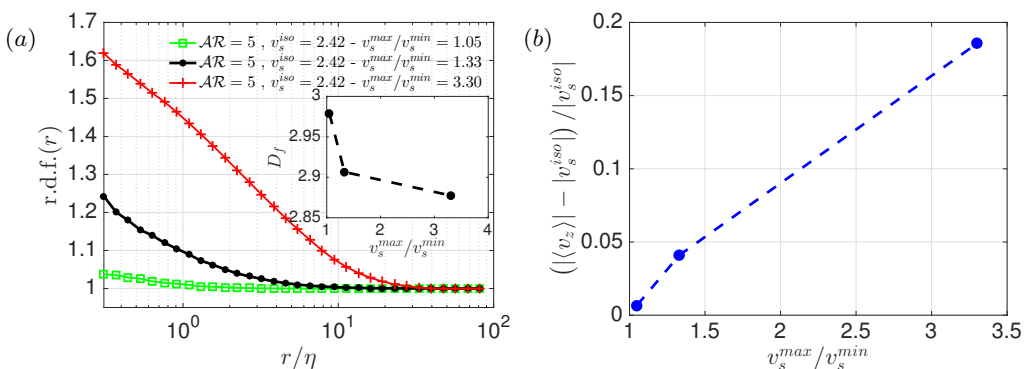 (a)
1.7
1.6
1.5
1.4
1.3
1.2
1.1
1
r.d.f.(r)
AR = 5 , v_s^{iso} = 2.42 - v_s^{max}/v_s^{min} = 1.05
AR = 5 , v_s^{iso} = 2.42 - v_s^{max}/v_s^{min} = 1.33
AR = 5 , v_s^{iso} = 2.42 - v_s^{max}/v_s^{min} = 3.30
3
2.95
2.9
2.85
D_f
1 2 3 4
v_s^{max}/v_s^{min}
10^0 10^1 10^2
r/η
(b)
0.2
0.15
0.1
0.05
0
(|⟨v_z⟩| − |v_s^{iso}|) /|v_s^{iso}|
1 1.5 2 2.5 3 3.5
v_s^{max}/v_s^{min}